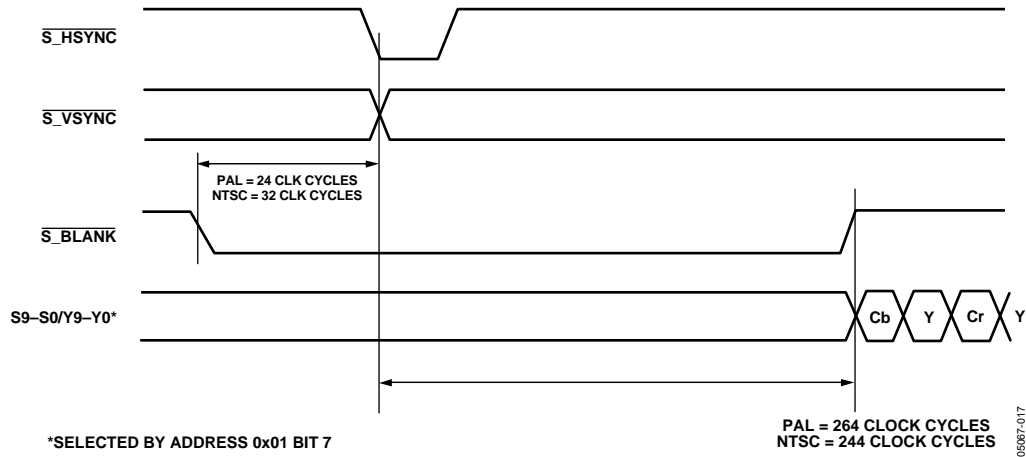 S_HSYNC
S_VSYNC
PAL = 24 CLK CYCLES
NTSC = 32 CLK CYCLES
S_BLANK
S9–S0/Y9–Y0*
Cb Y Cr Y
*SELECTED BY ADDRESS 0x01 BIT 7
PAL = 264 CLOCK CYCLES
NTSC = 244 CLOCK CYCLES
05067-017